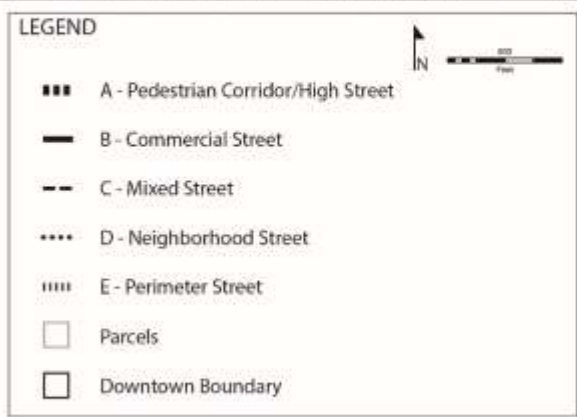 LEGEND
N
A - Pedestrian Corridor/High Street
B - Commercial Street
C - Mixed Street
D - Neighborhood Street
E - Perimeter Street
Parcels
Downtown Boundary